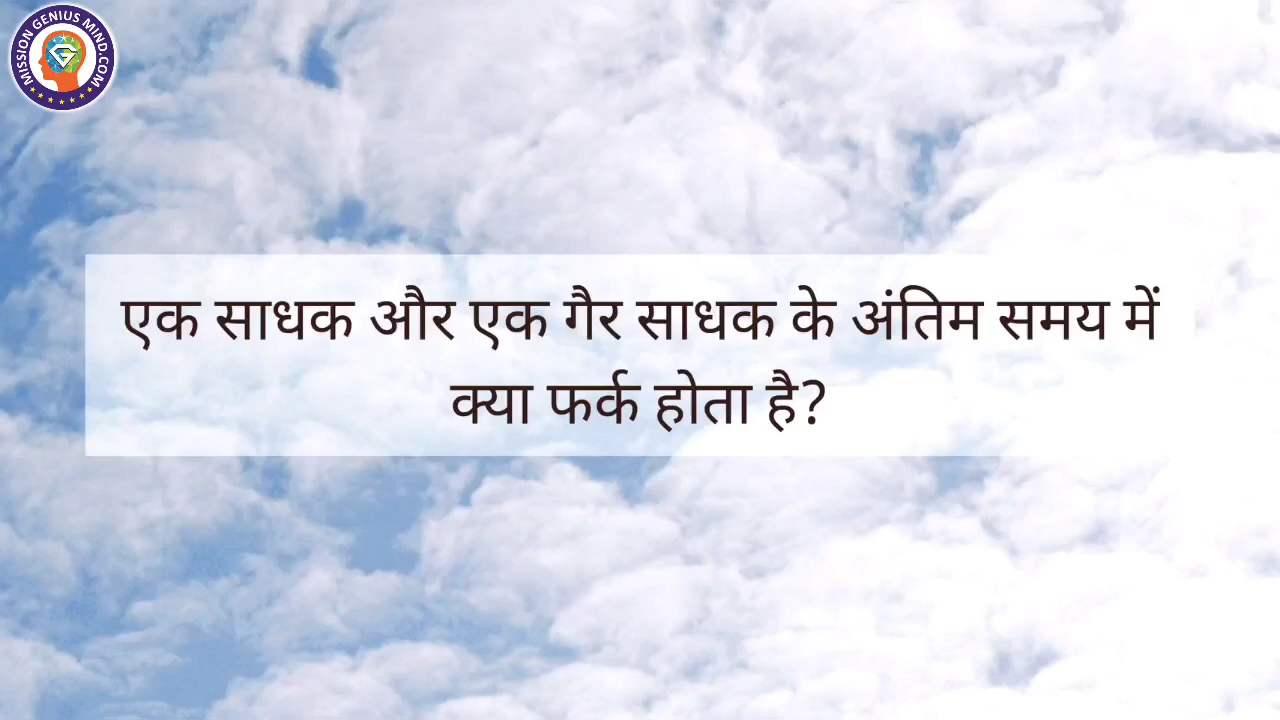 MISSION GENIUS MIND.COM
एक साधक और एक गैर साधक के अंतिम समय में
क्या फर्क होता है?